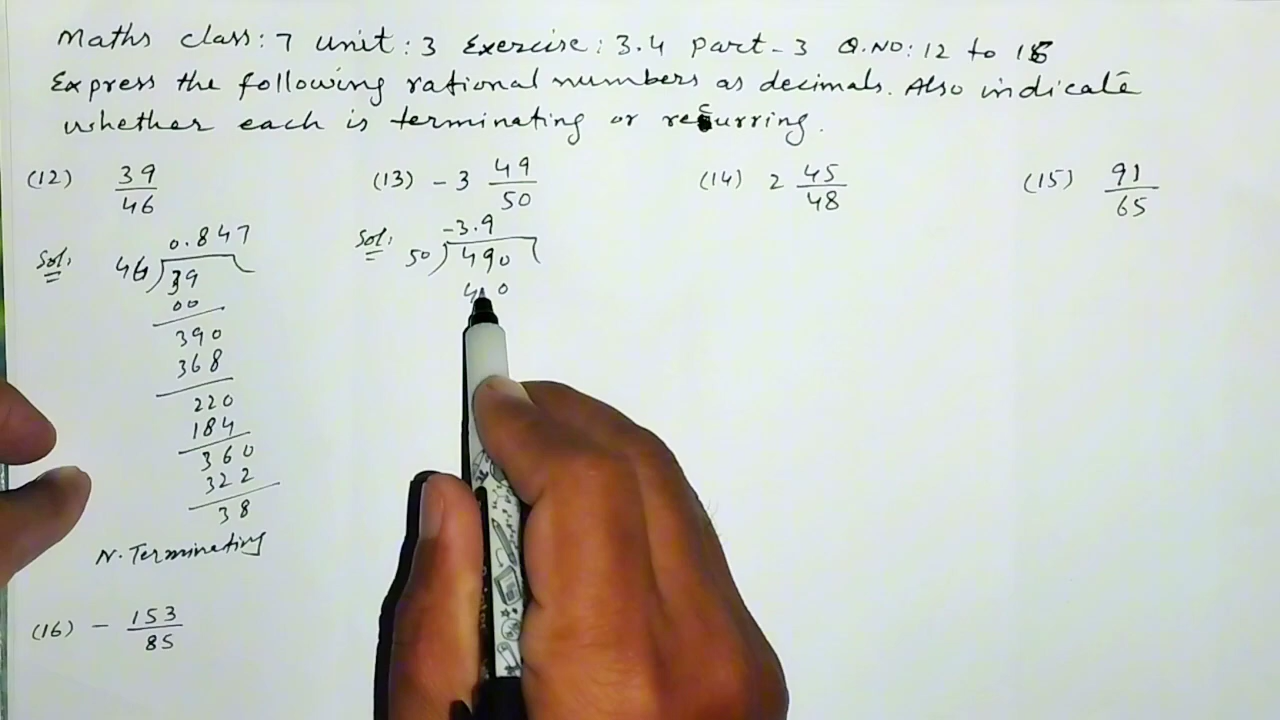 Maths class: 7 unit: 3 Exercise: 3.4 Part-3 Q.NO: 12 to 16
Express the following rational numbers as decimals. Also indicate
whether each is terminating or recurring.
(12) 39/46
Sol:
0.847
46)39
00
390
368
220
184
360
322
38
N. Terminating
(13) -3 49/50
Sol:
-3.9
50)490
4 0
(14) 2 45/48
(15) 91/65
(16) - 153/85